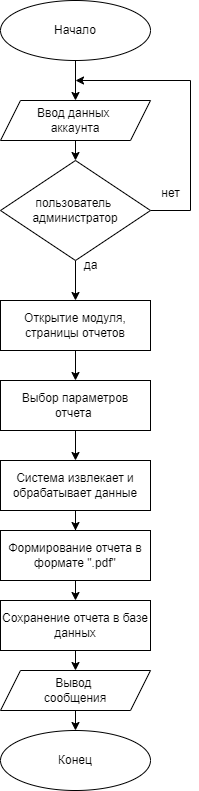 Начало
Ввод данных
аккаунта
нет
пользователь
администратор
да
Открытие модуля,
страницы отчетов
Выбор параметров
отчета
Система извлекает и
обрабатывает данные
Формирование отчета в
формате ".pdf"
Сохранение отчета в базе
данных
Вывод
сообщения
Конец